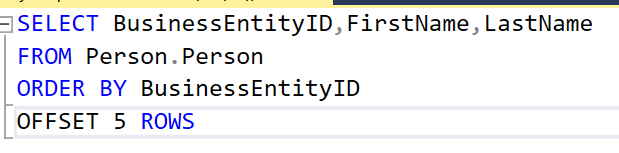 SELECT BusinessEntityID,FirstName,LastName
FROM Person.Person
ORDER BY BusinessEntityID
OFFSET 5 ROWS